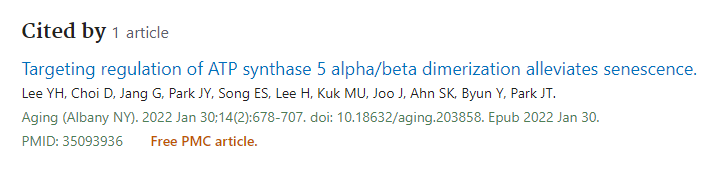 Cited by 1 article
Targeting regulation of ATP synthase 5 alpha/beta dimerization alleviates senescence.
Lee YH, Choi D, Jang G, Park JY, Song ES, Lee H, Kuk MU, Joo J, Ahn SK, Byun Y, Park JT.
Aging (Albany NY). 2022 Jan 30;14(2):678-707. doi: 10.18632/aging.203858. Epub 2022 Jan 30.
PMID: 35093936 Free PMC article.